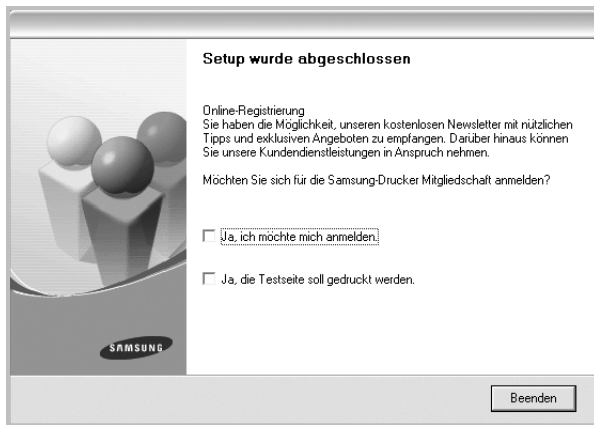 Setup wurde abgeschlossen
Online-Registrierung
Sie haben die Möglichkeit, unseren kostenlosen Newsletter mit nützlichen
Tipps und exklusiven Angeboten zu empfangen. Darüber hinaus können
Sie unsere Kundendienstleistungen in Anspruch nehmen.
Möchten Sie sich für die Samsung-Drucker Mitgliedschaft anmelden?
Ja, ich möchte mich anmelden.
Ja, die Testseite soll gedruckt werden.
SAMSUNG
Beenden